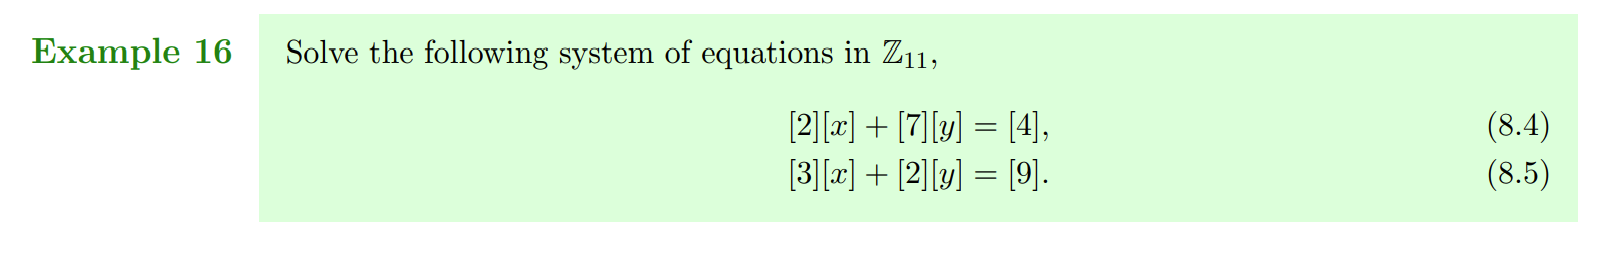 Example 16 Solve the following system of equations in ℤ₁₁,
[2][x] + [7][y] = [4], (8.4)
[3][x] + [2][y] = [9]. (8.5)